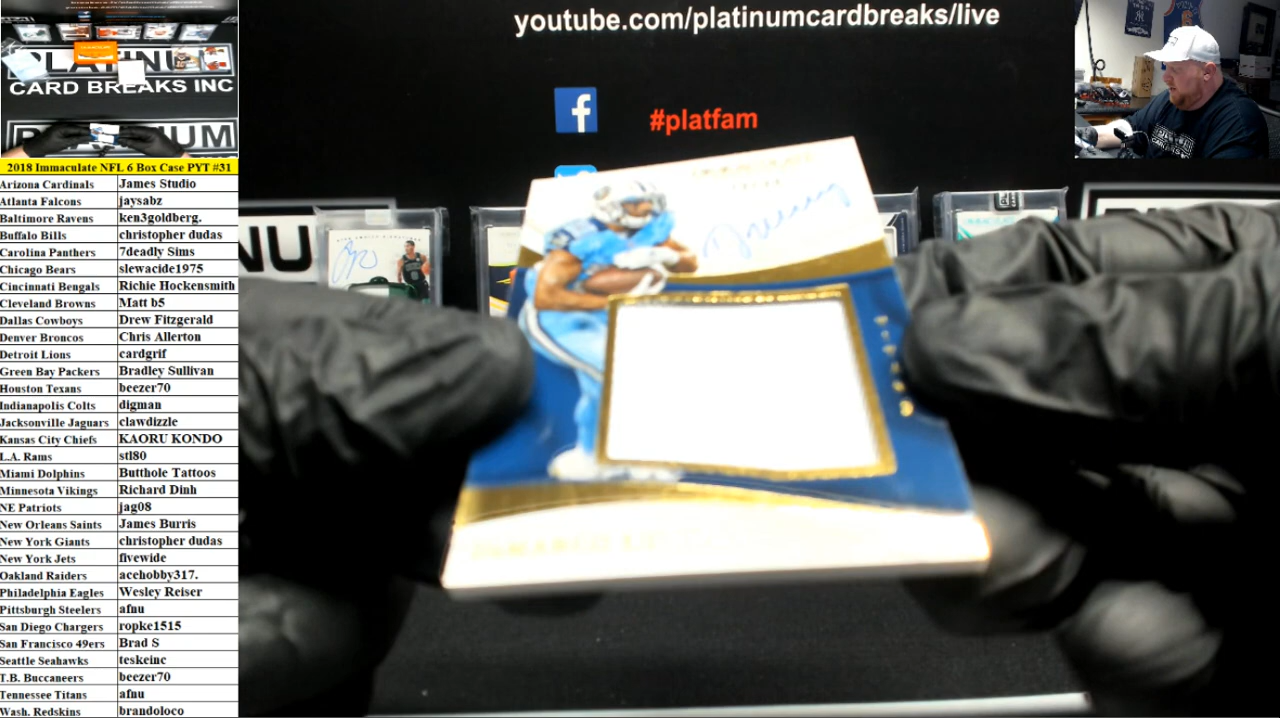 youtube.com/platinumcardbreaks/live
#platfam
PLATINUM
CARD BREAKS INC
2018 Immaculate NFL 6 Box Case PYT #31
Arizona Cardinals James Studio
Atlanta Falcons jaysabz
Baltimore Ravens ken3goldberg.
Buffalo Bills christopher dudas
Carolina Panthers 7deadly Sims
Chicago Bears slewacide1975
Cincinnati Bengals Richie Hockensmith
Cleveland Browns Matt b5
Dallas Cowboys Drew Fitzgerald
Denver Broncos Chris Allerton
Detroit Lions cardgrif
Green Bay Packers Bradley Sullivan
Houston Texans beezer70
Indianapolis Colts digman
Jacksonville Jaguars clawdizzle
Kansas City Chiefs KAORU KONDO
L.A. Rams stl80
Miami Dolphins Butthole Tattoos
Minnesota Vikings Richard Dinh
NE Patriots jag08
New Orleans Saints James Burris
New York Giants christopher dudas
New York Jets fivewide
Oakland Raiders acehobby317.
Philadelphia Eagles Wesley Reiser
Pittsburgh Steelers afnu
San Diego Chargers ropke1515
San Francisco 49ers Brad S
Seattle Seahawks teskeinc
T.B. Buccaneers beezer70
Tennessee Titans afnu
Wash. Redskins brandoloco